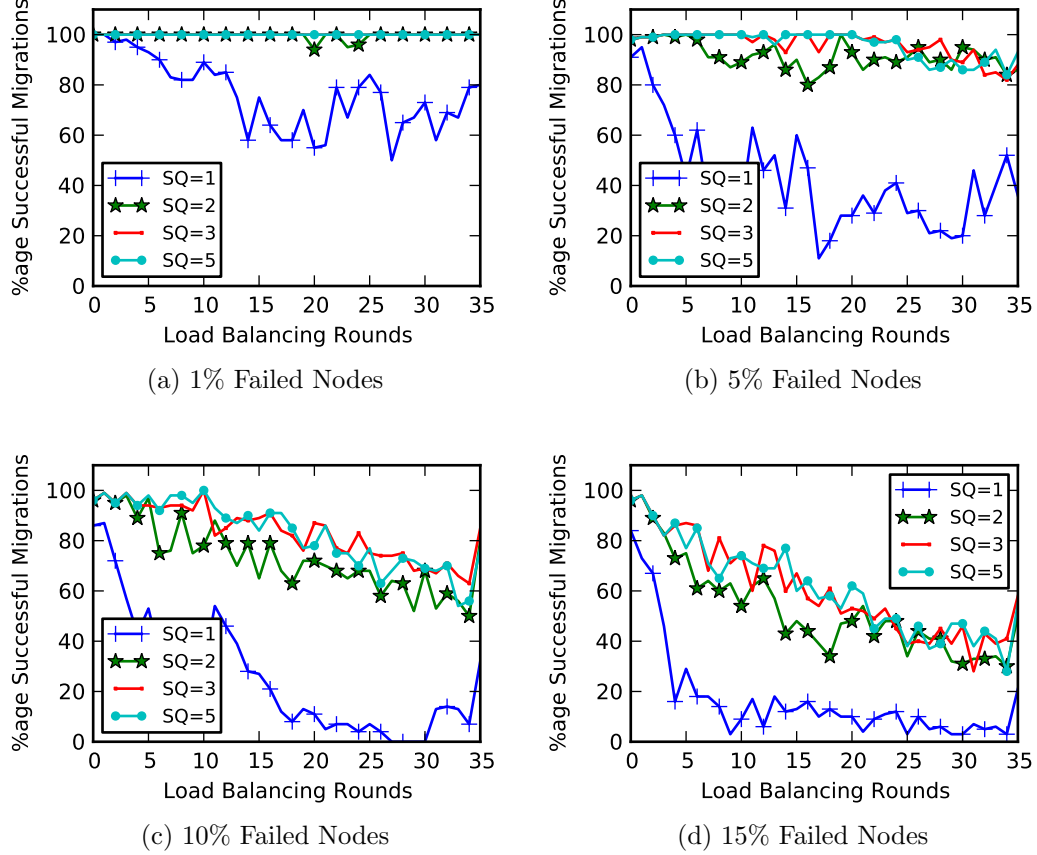 %age Successful Migrations
100
80
60
40
20
0
SQ=1
SQ=2
SQ=3
SQ=5
0 5 10 15 20 25 30 35
Load Balancing Rounds
(a) 1% Failed Nodes
%age Successful Migrations
100
80
60
40
20
0
SQ=1
SQ=2
SQ=3
SQ=5
0 5 10 15 20 25 30 35
Load Balancing Rounds
(b) 5% Failed Nodes
%age Successful Migrations
100
80
60
40
20
0
SQ=1
SQ=2
SQ=3
SQ=5
0 5 10 15 20 25 30 35
Load Balancing Rounds
(c) 10% Failed Nodes
%age Successful Migrations
100
80
60
40
20
0
SQ=1
SQ=2
SQ=3
SQ=5
0 5 10 15 20 25 30 35
Load Balancing Rounds
(d) 15% Failed Nodes